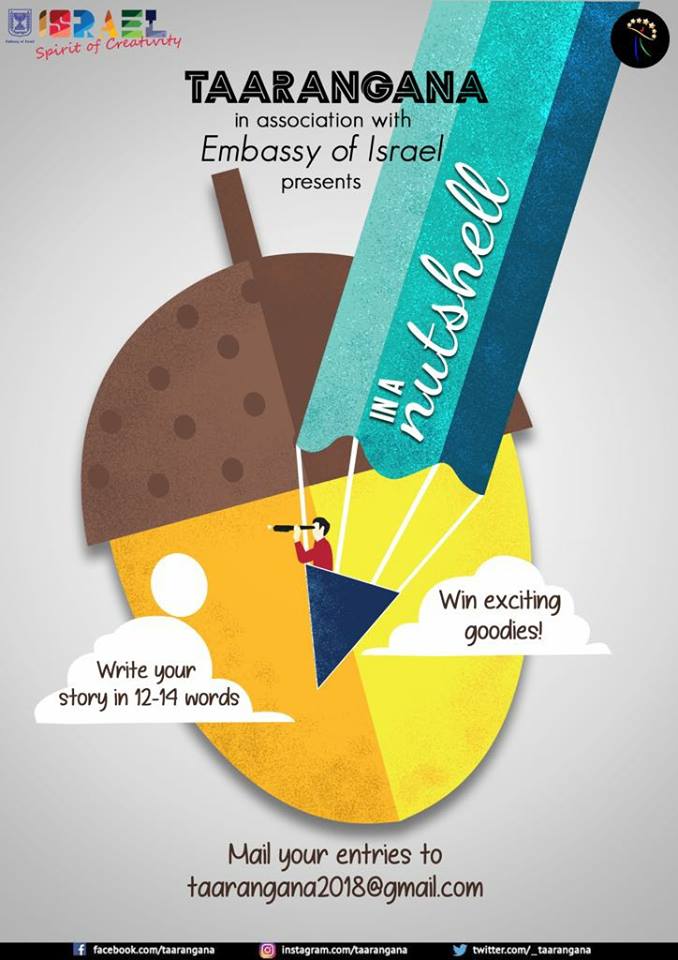 Embassy of Israel
ISRAEL
Spirit of Creativity
TAARANGANA
in association with
Embassy of Israel
presents
IN A
nutshell
Win exciting
goodies!
Write your
story in 12-14 words
Mail your entries to
taarangana2018@gmail.com
facebook.com/taarangana
instagram.com/taarangana
twitter.com/_taarangana